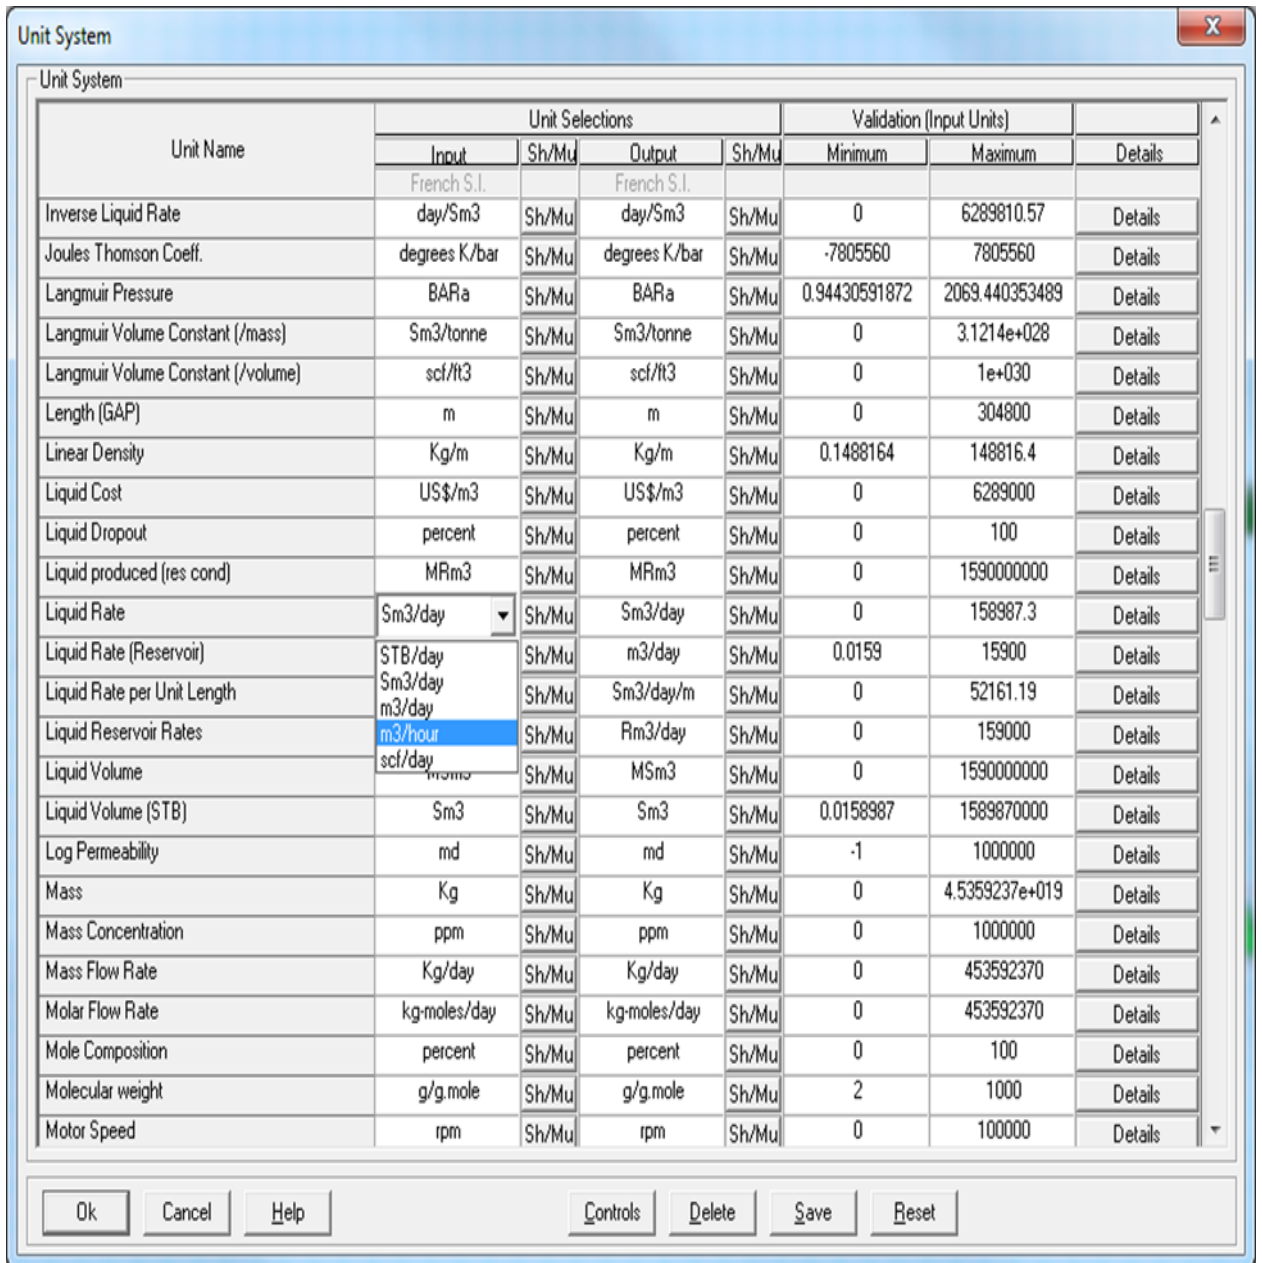 Unit System
X
Unit System
Unit Name Unit Selections Validation (Input Units)
Input Sh/Mu Output Sh/Mu Minimum Maximum Details
French S.I. French S.I.
Inverse Liquid Rate day/Sm3 Sh/Mu day/Sm3 Sh/Mu 0 6289810.57 Details
Joules Thomson Coeff. degrees K/bar Sh/Mu degrees K/bar Sh/Mu -7805560 7805560 Details
Langmuir Pressure BARa Sh/Mu BARa Sh/Mu 0.94430591872 2069.440353489 Details
Langmuir Volume Constant (/mass) Sm3/tonne Sh/Mu Sm3/tonne Sh/Mu 0 3.1214e+028 Details
Langmuir Volume Constant (/volume) scf/ft3 Sh/Mu scf/ft3 Sh/Mu 0 1e+030 Details
Length (GAP) m Sh/Mu m Sh/Mu 0 304800 Details
Linear Density Kg/m Sh/Mu Kg/m Sh/Mu 0.1488164 148816.4 Details
Liquid Cost US$/m3 Sh/Mu US$/m3 Sh/Mu 0 6289000 Details
Liquid Dropout percent Sh/Mu percent Sh/Mu 0 100 Details
Liquid produced (res cond) MRm3 Sh/Mu MRm3 Sh/Mu 0 1590000000 Details
Liquid Rate Sm3/day Sh/Mu Sm3/day Sh/Mu 0 158987.3 Details
Liquid Rate (Reservoir) STB/day Sh/Mu m3/day Sh/Mu 0.0159 15900 Details
Sm3/day
Liquid Rate per Unit Length m3/day Sh/Mu Sm3/day/m Sh/Mu 0 52161.19 Details
Liquid Reservoir Rates m3/hour Sh/Mu Rm3/day Sh/Mu 0 159000 Details
Liquid Volume scf/day Sh/Mu MSm3 Sh/Mu 0 1590000000 Details
Liquid Volume (STB) Sm3 Sh/Mu Sm3 Sh/Mu 0.0158987 1589870000 Details
Log Permeability md Sh/Mu md Sh/Mu -1 1000000 Details
Mass Kg Sh/Mu Kg Sh/Mu 0 4.5359237e+019 Details
Mass Concentration ppm Sh/Mu ppm Sh/Mu 0 1000000 Details
Mass Flow Rate Kg/day Sh/Mu Kg/day Sh/Mu 0 453592370 Details
Molar Flow Rate kg-moles/day Sh/Mu kg-moles/day Sh/Mu 0 453592370 Details
Mole Composition percent Sh/Mu percent Sh/Mu 0 100 Details
Molecular weight g/g.mole Sh/Mu g/g.mole Sh/Mu 2 1000 Details
Motor Speed rpm Sh/Mu rpm Sh/Mu 0 100000 Details
Ok Cancel Help Controls Delete Save Reset